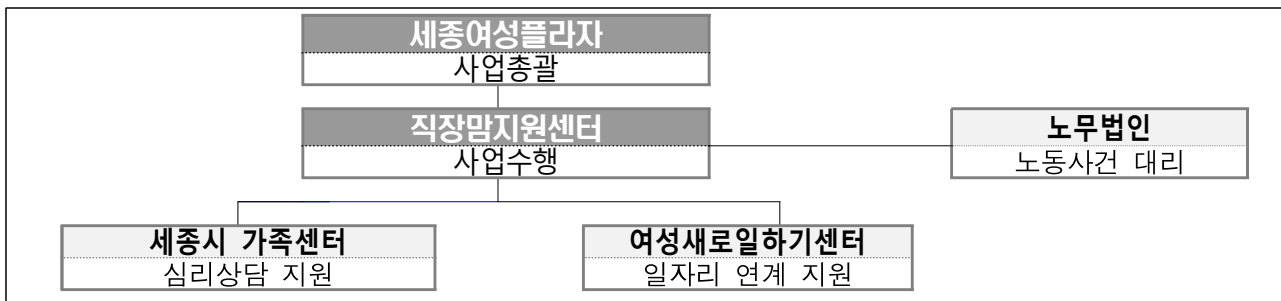 세종여성플라자
사업총괄
직장맘지원센터
사업수행
노무법인
노동사건 대리
세종시 가족센터
심리상담 지원
여성새로일하기센터
일자리 연계 지원